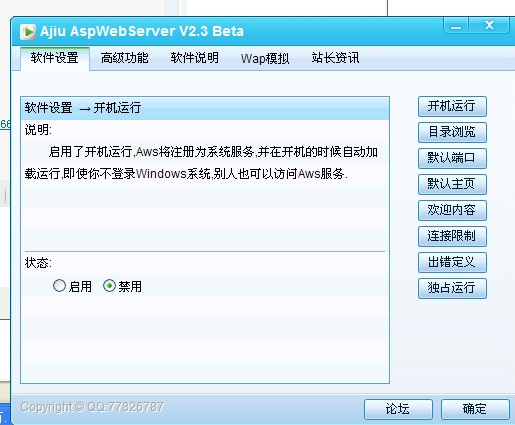 Ajiu AspWebServer V2.3 Beta
软件设置 高级功能 软件说明 Wap模拟 站长资讯
66
软件设置 →开机运行
说明:
启用了开机运行,Aws将注册为系统服务,并在开机的时候自动加
载运行,即使你不登录Windows系统,别人也可以访问Aws服务.
状态:
启用 禁用
开机运行
目录浏览
默认端口
默认主页
欢迎内容
连接限制
出错定义
独占运行
Copyright © QQ:77826787
论坛 确定